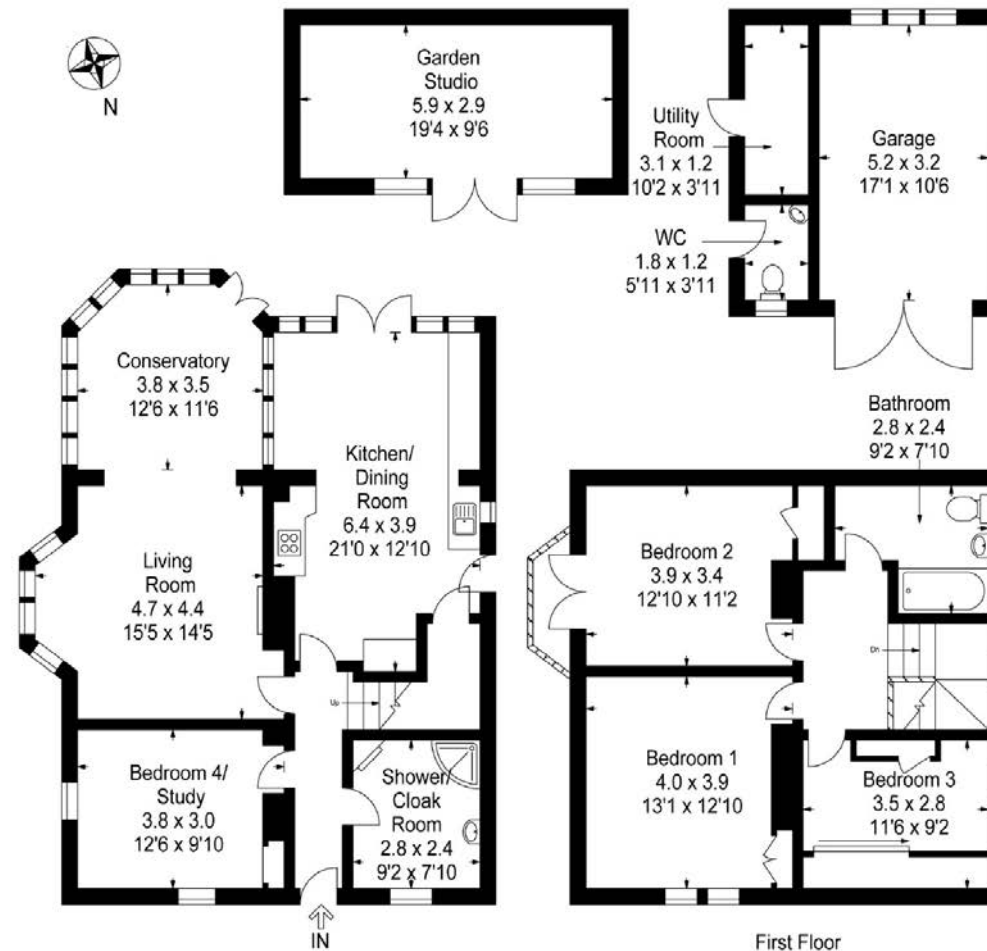 N
Garden
Studio
5.9 x 2.9
19'4 x 9'6
Utility
Room
3.1 x 1.2
10'2 x 3'11
Garage
5.2 x 3.2
17'1 x 10'6
WC
1.8 x 1.2
5'11 x 3'11
Conservatory
3.8 x 3.5
12'6 x 11'6
Kitchen/
Dining
Room
6.4 x 3.9
21'0 x 12'10
Living
Room
4.7 x 4.4
15'5 x 14'5
Up
Bedroom 4/
Study
3.8 x 3.0
12'6 x 9'10
Shower/
Cloak
Room
2.8 x 2.4
9'2 x 7'10
IN
Bathroom
2.8 x 2.4
9'2 x 7'10
Bedroom 2
3.9 x 3.4
12'10 x 11'2
Dn
Bedroom 1
4.0 x 3.9
13'1 x 12'10
Bedroom 3
3.5 x 2.8
11'6 x 9'2
First Floor